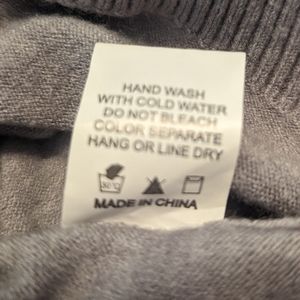 HAND WASH
WITH COLD WATER
DO NOT BLEACH
COLOR SEPARATE
HANG OR LINE DRY
MADE IN CHINA